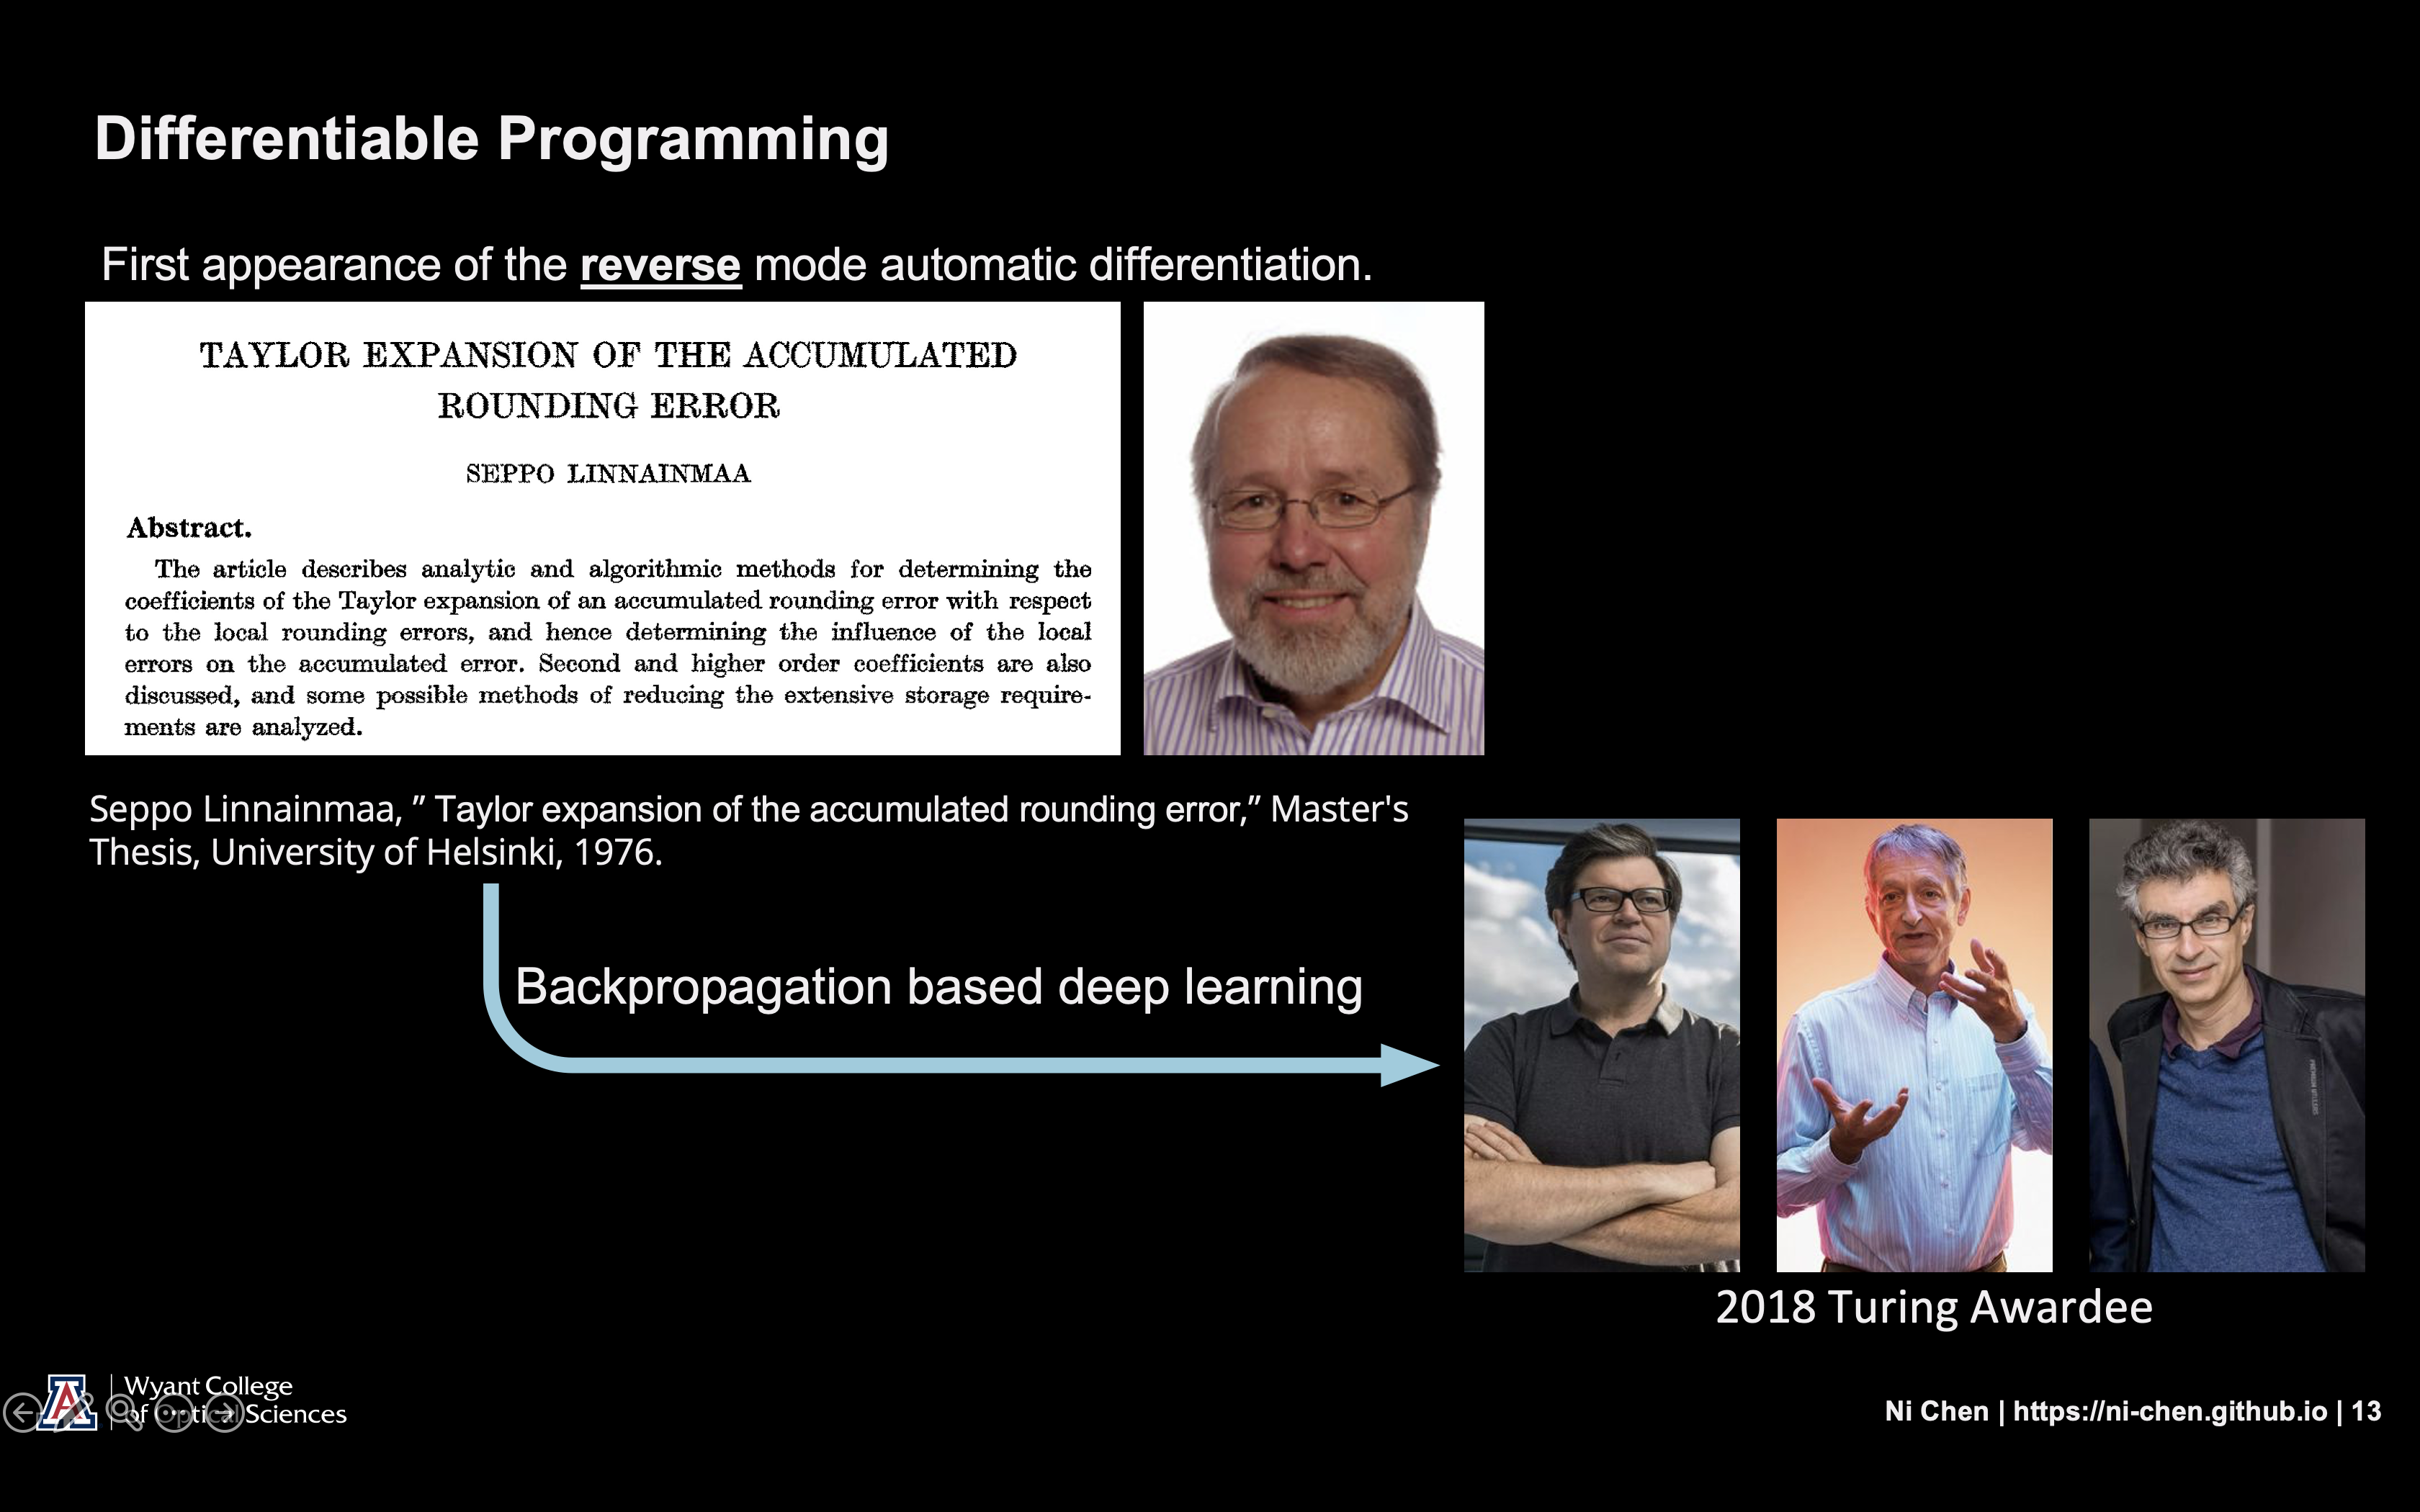 Differentiable Programming
First appearance of the reverse mode automatic differentiation.
TAYLOR EXPANSION OF THE ACCUMULATED
ROUNDING ERROR
SEPPO LINNAINMAA
Abstract.
The article describes analytic and algorithmic methods for determining the
coefficients of the Taylor expansion of an accumulated rounding error with respect
to the local rounding errors, and hence determining the influence of the local
errors on the accumulated error. Second and higher order coefficients are also
discussed, and some possible methods of reducing the extensive storage require-
ments are analyzed.
Seppo Linnainmaa, ” Taylor expansion of the accumulated rounding error,” Master's
Thesis, University of Helsinki, 1976.
Backpropagation based deep learning
2018 Turing Awardee
Wyant College
of Optical Sciences
Ni Chen | https://ni-chen.github.io | 13